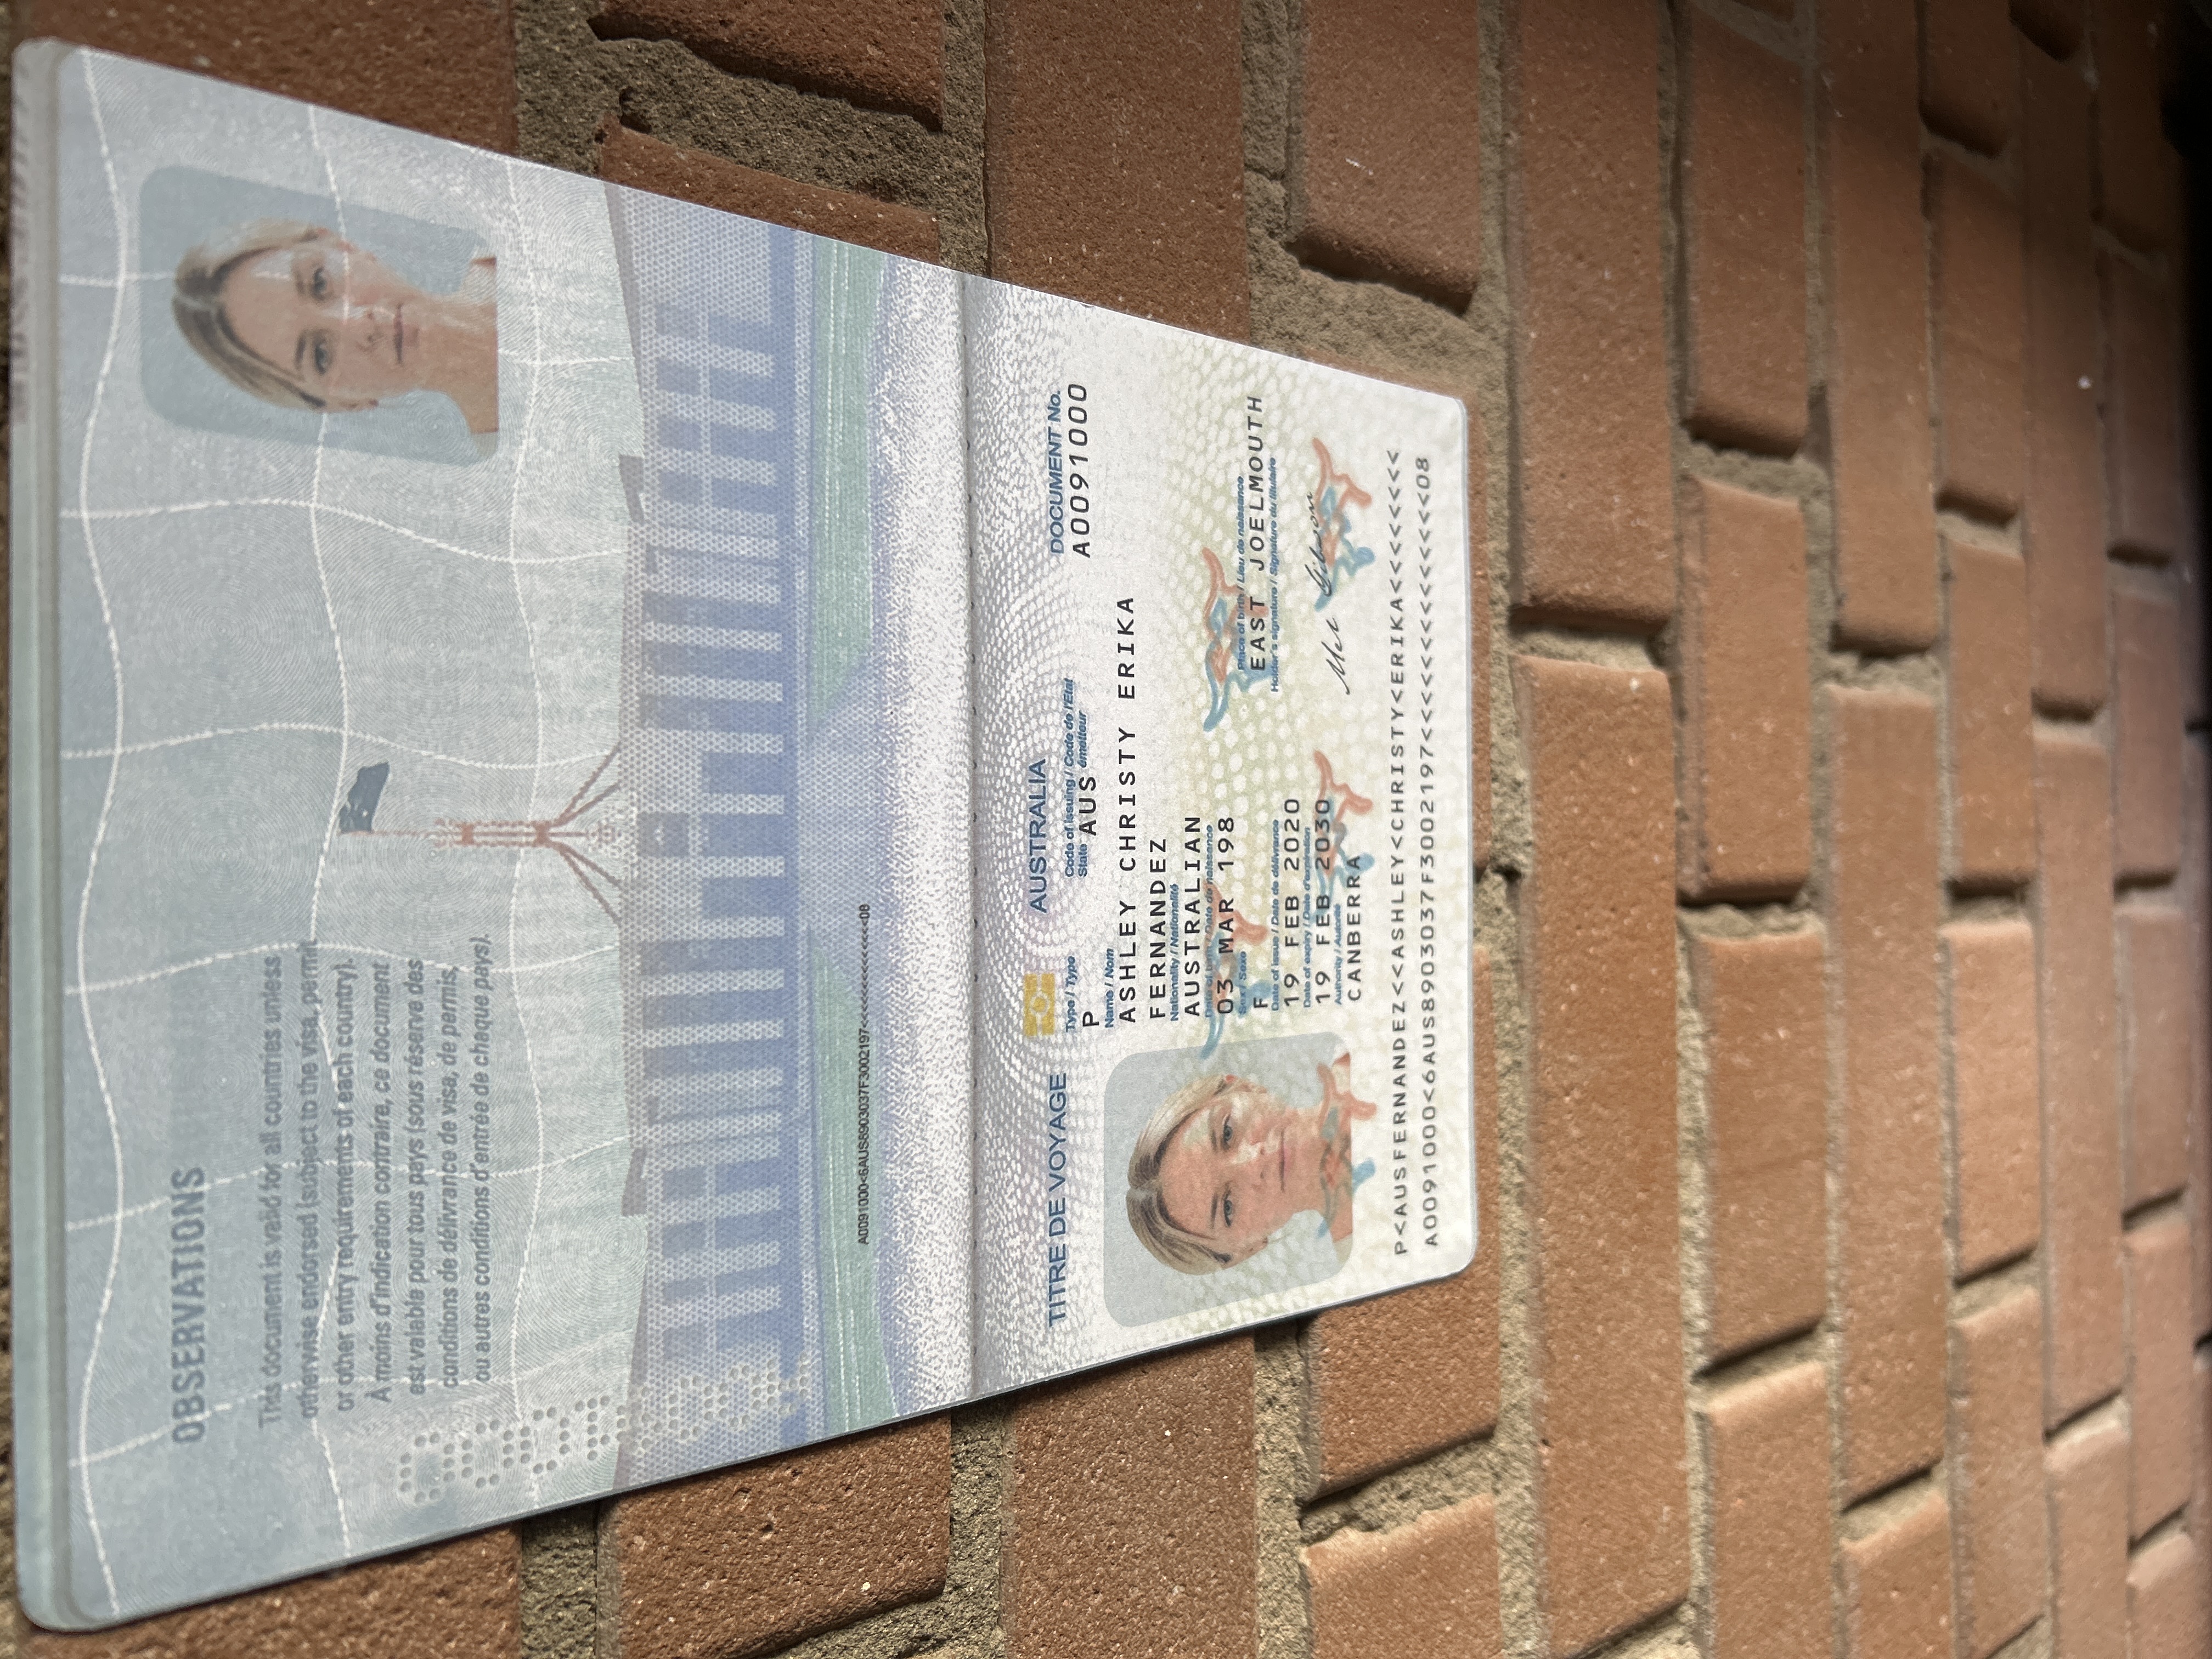 OBSERVATIONS
This document is valid for all countries unless
otherwise endorsed (subject to the visa, permit
or other entry requirements of each country).
À moins d'indication contraire, ce document
est valable pour tous pays (sous réserve des
conditions de délivrance de visa, de permis,
ou autres conditions d'entrée de chaque pays).
A0091000<6AUS8903037F3002197<<<<<<<<<<<<<<08
TITRE DE VOYAGE
AUSTRALIA
DOCUMENT No.
Type / Type
Code of issuing / Code de l'Etat
State
émetteur
P
AUS
A0091000
Name / Nom
ASHLEY CHRISTY ERIKA
FERNANDEZ
Nationality / Nationalité
AUSTRALIAN
Date of birth / Date de naissance
03 MAR 198
Sex / Sexe
Place of birth / Lieu de naissance
F
EAST JOELMOUTH
Date of issue / Date de délivrance
Holder's signature / Signature du titulaire
19 FEB 2020
Date of expiry / Date d'expiration
19 FEB 2030
Mel Gibson
Authority / Autorité
CANBERRA
P<AUSFERNANDEZ<<ASHLEY<CHRISTY<ERIKA<<<<<<<<
A0091000<6AUS8903037F3002197<<<<<<<<<<<<<<08